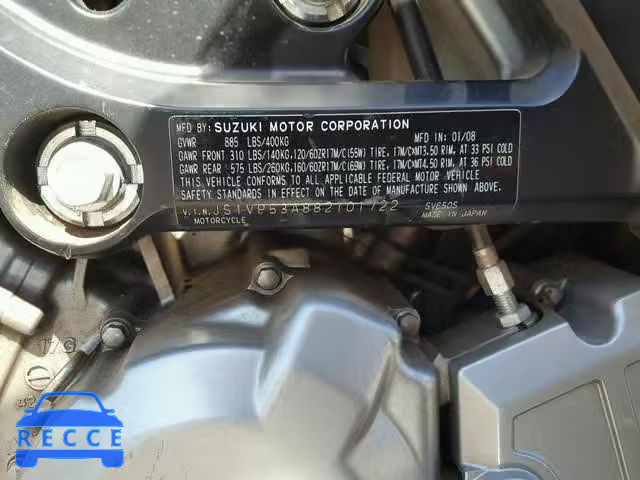 MFD BY: SUZUKI MOTOR CORPORATION
GVWR 885 LBS/400KG MFD IN: 01/08
GAWR FRONT 310 LBS/140KG,120/60ZR17M/C(55W) TIRE, 17M/C×MT3.50 RIM, AT 33 PSI COLD
GAWR REAR 575 LBS/260KG,160/60ZR17M/C(69W) TIRE, 17M/C×MT4.50 RIM, AT 36 PSI COLD
THIS VEHICLE CONFORMS TO ALL APPLICABLE FEDERAL MOTOR VEHICLE
SAFETY STANDARDS IN EFFECT ON THE DATE OF MANUFACTURE SHOWN ABOVE.
V.I.N. JS1VP53A882101722 SV650S
MOTORCYCLE MADE IN JAPAN
17G
RECCE